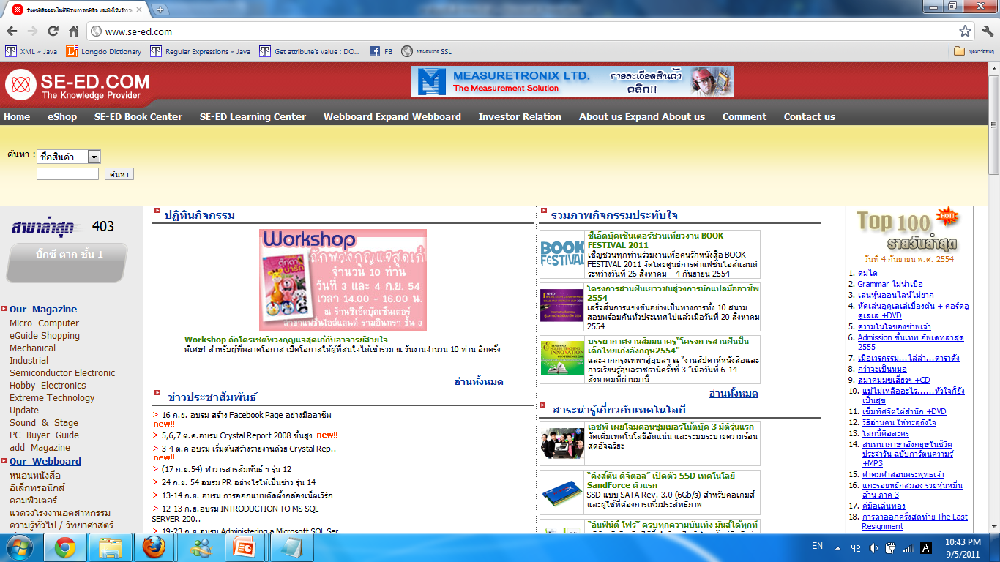 www.se-ed.com
XML « Java
Longdo Dictionary
Regular Expressions « Java
Get attribute's value : DO...
FB
SSL
SE-ED.COM
The Knowledge Provider
MEASURETRONIX LTD.
The Measurement Solution
รายละเอียดสินค้า
คลิก!!
Home
eShop
SE-ED Book Center
SE-ED Learning Center
Webboard Expand Webboard
Investor Relation
About us Expand About us
Comment
Contact us
ค้นหา :
ชื่อสินค้า
ค้นหา
สาขาล่าสุด
403
บิ๊กซี ตาก ชั้น 1
Our Magazine
Micro Computer
eGuide Shopping
Mechanical
Industrial
Semiconductor Electronic
Hobby Electronics
Extreme Technology
Update
Sound & Stage
PC Buyer Guide
add Magazine
Our Webboard
หนอนหนังสือ
อิเล็กทรอนิกส์
คอมพิวเตอร์
แวดวงโรงงานอุตสาหกรรม
ความรู้ทั่วไป / วิทยาศาสตร์
ปฏิทินกิจกรรม
Workshop
ถักพวงกุญแจสุดเก๋
จำนวน 10 ท่าน
วันที่ 3 และ 4 ก.ย. 54
เวลา 14.00 - 16.00 น.
ณ ร้านซีเอ็ดบุ๊คเซ็นเตอร์
สาขาแฟชั่นไอส์แลนด์ รามอินทรา ชั้น 3
Workshop ถักโครเชต์พวงกุญแจสุดเก๋กับอาจารย์สายใจ
พิเศษ! สำหรับผู้ที่พลาดโอกาส เปิดโอกาสให้ผู้ที่สนใจได้เข้าร่วม ณ วันงานจำนวน 10 ท่าน อีกครั้ง
อ่านทั้งหมด
ข่าวประชาสัมพันธ์
> 16 ก.ย. อบรม สร้าง Facebook Page อย่างมืออาชีพ
new!!
> 5,6,7 ต.ค.อบรม Crystal Report 2008 ขั้นสูง new!!
> 3-4 ต.ค อบรม เริ่มต้นสร้างรายงานด้วย Crystal Rep..
new!!
> (17 ก.ย.54) ทำวารสารสัมพันธ์ ฯ รุ่น 12
> 24 ก.ย. 54 อบรม PR อย่างไรให้เป็นข่าว รุ่น 14
> 13-14 ก.ย. อบรม การออกแบบติดตั้งกล้องเน็ตเวิร์ก
> 12-13 ก.ย.อบรม INTRODUCTION TO MS SQL
SERVER 200..
> 19-23 ก.ย อบรม Administering a Microsoft SQL Ser
รวมภาพกิจกรรมประทับใจ
BOOK
FeSTiVAL
ซีเอ็ดบุ๊คเซ็นเตอร์ชวนเที่ยวงาน BOOK
FESTIVAL 2011
เชิญชวนทุกท่านร่วมงานเพื่อคนรักหนังสือ BOOK
FESTIVAL 2011 จัดโดยศูนย์การค้าแฟชั่นไอส์แลนด์
ระหว่างวันที่ 26 สิงหาคม – 4 กันยายน 2554
โครงการสานฝันเยาวชนสู่วงการนักแปลมืออาชีพ
2554
เสร็จสิ้นการแข่งขันอย่างเป็นทางการทั้ง 10 สนาม
สอบพร้อมกันทั่วประเทศไปแล้วเมื่อวันที่ 20 สิงหาคม
2554
บรรยากาศงานสัมมนาครู"โครงการสานฝันปั้น
เด็กไทยเก่งอังกฤษ2554"
และจากกรุงเทพฯสู่อุบลฯ ณ "งานสัปดาห์หนังสือและ
การเรียนรู้อุบลราชธานีครั้งที่ 3 "เมื่อวันที่ 6-14
สิงหาคมที่ผ่านมานี้
อ่านทั้งหมด
สาระน่ารู้เกี่ยวกับเทคโนโลยี
เอซพี เผยโฉมคอนซูมเมอร์โน้ตบุ๊ค 3 มิติรุ่นแรก
จัดเต็มเทคโนโลยีอัดแน่น และระบบระบายความร้อน
สุดอัจฉริยะ
"คิงส์ตัน ดิจิตอล" เปิดตัว SSD เทคโนโลยี
SandForce ตัวแรก
SSD แบบ SATA Rev. 3.0 (6Gb/s) สำหรับคอเกมส์
และผู้ใช้ที่ต้องการเพิ่มประสิทธิภาพ
"อินฟินิตี้ โฟร์" ครบทุกความบันเทิง มันส์ได้ทุกที่
Top 100
HOT!
รายวันล่าสุด
วันที่ 4 กันยายน พ.ศ. 2554
1. ดมได
2. Grammar ไม่น่าเบื่อ
3. เล่นหุ้นออนไลน์ไม่ยาก
4. หัดเล่นอูคูเลเล่เบื้องต้น + คอร์ดอู
คูเลเล่ +DVD
5. ความในใจของข้าพเจ้า
6. Admission ขั้นเทพ อัพเดทล่าสุด
2555
7. เมื่อเวรกรรม...ไล่ล่า...ดาราดัง
8. กว่าจะเป็นหมอ
9. สมาคมมุขเสี่ยวๆ +CD
10. แม่ไม่เหลืออะไร......หัวใจก็ยัง
เป็นสุข
11. เข็มทิศจิตใต้สำนึก +DVD
12. วิธีอ่านคน ให้ทะลุถึงใจ
13. โลกนี้คือละคร
14. สนทนาภาษาอังกฤษในชีวิต
ประจำวัน ฉบับการ์ตูนความรู้
+MP3
15. คำคมคำสอนพระพุทธเจ้า
16. แกะรอยหยักสมอง รวยหุ้นหมื่น
ล้าน ภาค 3
17. คู่มือเล่นทอง
18. การลาออกครั้งสุดท้าย The Last
Resignment
EN
42
A
10:43 PM
9/5/2011